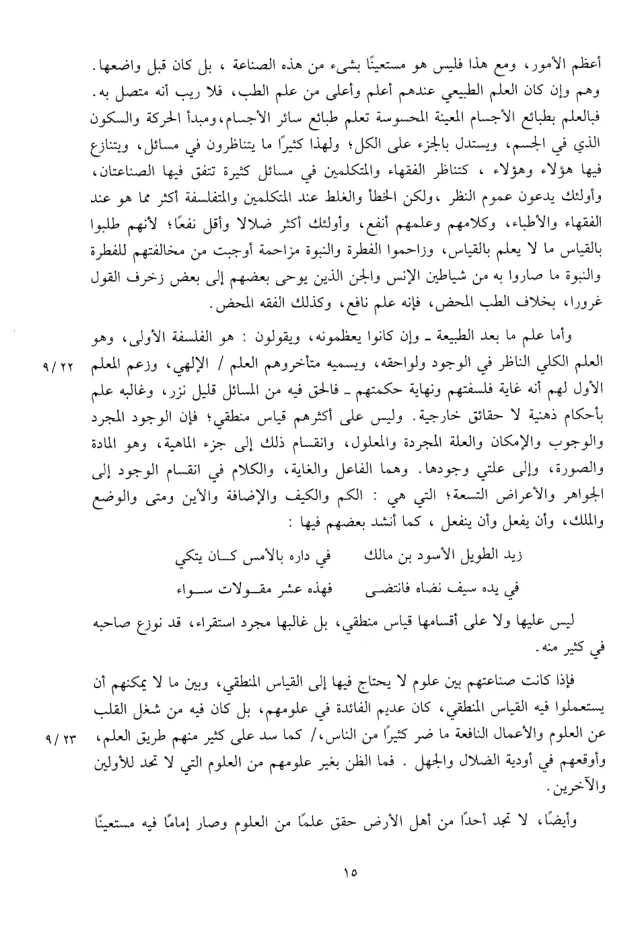 أعظم الأمور، ومع هذا فليس هو مستعينًا بشىء من هذه الصناعة ، بل كان قبل واضعها.
وهم وإن كان العلم الطبيعي عندهم أعلم وأعلى من علم الطب، فلا ريب أنه متصل به.
فبالعلم بطبائع الأجسام المعينة المحسوسة تعلم طبائع سائر الأجسام،ومبدأ الحركة والسكون
الذي في الجسم، ويستدل بالجزء على الكل؛ ولهذا كثيرًا ما يتناظرون في مسائل، ويتنازع
فيها هؤلاء وهؤلاء ، كتناظر الفقهاء والمتكلمين في مسائل كثيرة تتفق فيها الصناعتان،
وأولئك يدعون عموم النظر ،ولكن الخطأ والغلط عند المتكلمين والمتفلسفة أكثر مما هو عند
الفقهاء والأطباء، وكلامهم وعلمهم أنفع، وأولئك أكثر ضلالا وأقل نفعًا؛ لأنهم طلبوا
بالقياس ما لا يعلم بالقياس، وزاحموا الفطرة والنبوة مزاحمة أوجبت من مخالفتهم للفطرة
والنبوة ما صاروا به من شياطين الإنس والجن الذين يوحى بعضهم إلى بعض زخرف القول
غرورا، بخلاف الطب المحض، فإنه علم نافع، وكذلك الفقه المحض.
وأما علم ما بعد الطبيعة ـ وإن كانوا يعظمونه، ويقولون : هو الفلسفة الأولى، وهو
العلم الكلي الناظر في الوجود ولواحقه، ويسميه متأخروهم العلم / الإلهي، وزعم المعلم ٩/٢٢
الأول لهم أنه غاية فلسفتهم ونهاية حكمتهم ـ فالحق فيه من المسائل قليل نزر، وغالبه علم
بأحكام ذهنية لا حقائق خارجية. وليس على أكثرهم قياس منطقي؛ فإن الوجود المجرد
والوجوب والإمكان والعلة المجردة والمعلول، وانقسام ذلك إلى جزء الماهية، وهو المادة
والصورة، وإلى علتي وجودها. وهما الفاعل والغاية، والكلام في انقسام الوجود إلى
الجواهر والأعراض التسعة؛ التي هي : الكم والكيف والإضافة والأين ومتى والوضع
والملك، وأن يفعل وأن ينفعل ، كما أنشد بعضهم فيها :
زيد الطويل الأسود بن مالك في داره بالأمس كـان يتكي
في يده سيف نضاه فانتضـى فهذه عشر مقـولات سـواء
ليس عليها ولا على أقسامها قياس منطقي، بل غالبها مجرد استقراء، قد نوزع صاحبه
في كثير منه.
فإذا كانت صناعتهم بين علوم لا يحتاج فيها إلى القياس المنطقي، وبين ما لا يمكنهم أن
يستعملوا فيه القياس المنطقي، كان عديم الفائدة في علومهم، بل كان فيه من شغل القلب
عن العلوم والأعمال النافعة ما ضر كثيرًا من الناس،/ كما سد على كثير منهم طريق العلم، ٩/٢٣
وأوقعهم في أودية الضلال والجهل . فما الظن بغير علومهم من العلوم التي لا تحد للأولين
والآخرين.
وأيضًا، لا تجد أحدًا من أهل الأرض حقق علمًا من العلوم وصار إمامًا فيه مستعينًا
١٥